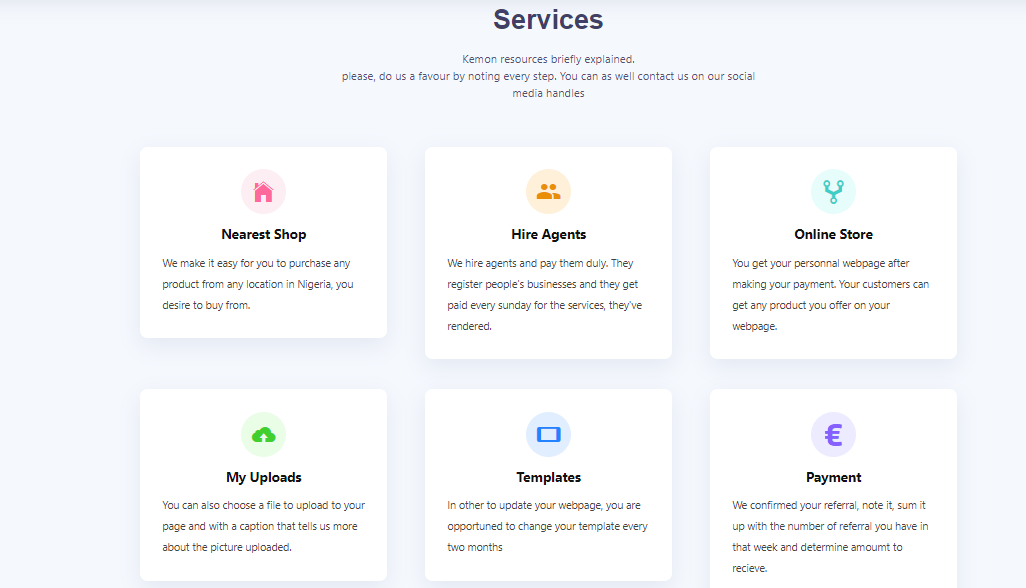 Services
Kemon resources briefly explained.
please, do us a favour by noting every step. You can as well contact us on our social
media handles
Nearest Shop
We make it easy for you to purchase any
product from any location in Nigeria, you
desire to buy from.
Hire Agents
We hire agents and pay them duly. They
register people's businesses and they get
paid every sunday for the services, they've
rendered.
Online Store
You get your personnal webpage after
making your payment. Your customers can
get any product you offer on your
webpage.
My Uploads
You can also choose a file to upload to your
page and with a caption that tells us more
about the picture uploaded.
Templates
In other to update your webpage, you are
opportuned to change your template every
two months
Payment
We confirmed your referral, note it, sum it
up with the number of referral you have in
that week and determine amoumt to
recieve.